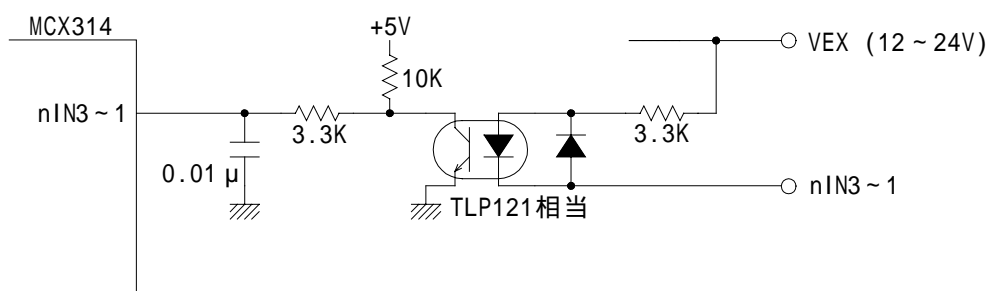 MCX314
+5V
VEX (12~24V)
10K
nIN3~1
3.3K
3.3K
0.01μ
nIN3~1
TLP121相当